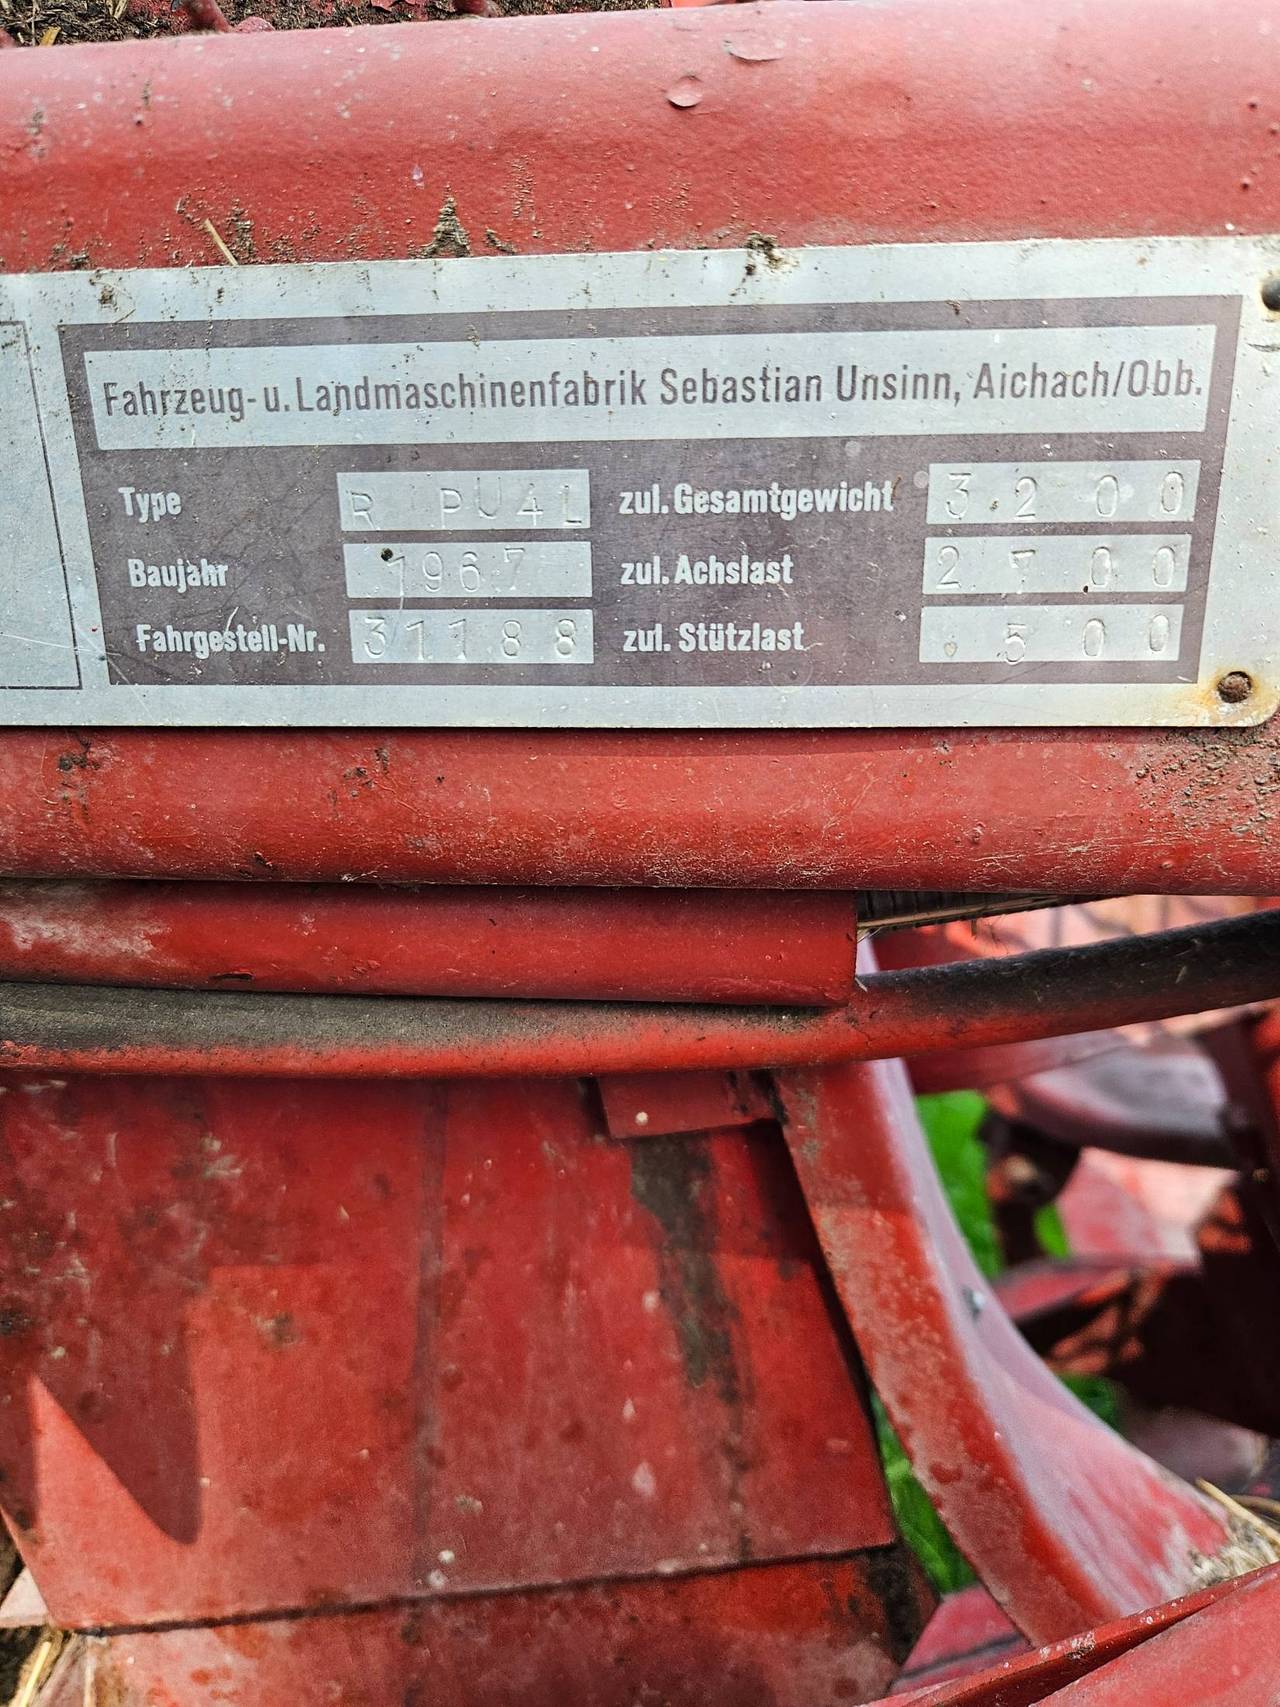 Fahrzeug- u. Landmaschinenfabrik Sebastian Unsinn, Aichach/Obb.
Type R PU4L zul. Gesamtgewicht 3200
Baujahr 1967 zul. Achslast 2700
Fahrgestell-Nr. 31188 zul. Stützlast 500